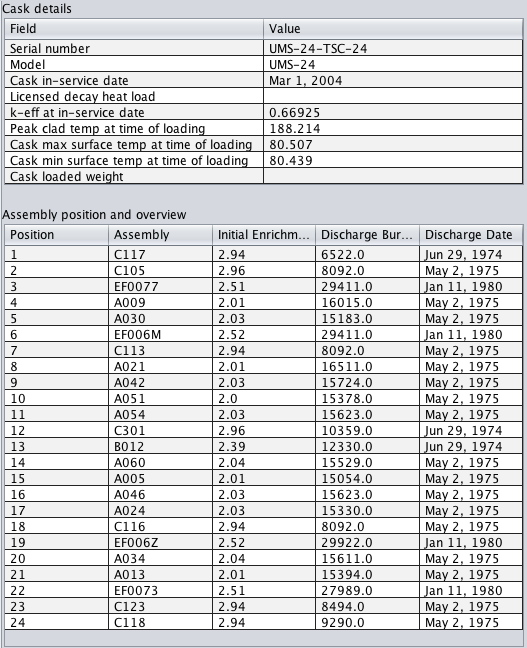 Cask details
Field Value
Serial number UMS-24-TSC-24
Model UMS-24
Cask in-service date Mar 1, 2004
Licensed decay heat load
k-eff at in-service date 0.66925
Peak clad temp at time of loading 188.214
Cask max surface temp at time of loading 80.507
Cask min surface temp at time of loading 80.439
Cask loaded weight
Assembly position and overview
Position Assembly Initial Enrichm... Discharge Bur... Discharge Date
1 C117 2.94 6522.0 Jun 29, 1974
2 C105 2.96 8092.0 May 2, 1975
3 EF0077 2.51 29411.0 Jan 11, 1980
4 A009 2.01 16015.0 May 2, 1975
5 A030 2.03 15183.0 May 2, 1975
6 EF006M 2.52 29411.0 Jan 11, 1980
7 C113 2.94 8092.0 May 2, 1975
8 A021 2.01 16511.0 May 2, 1975
9 A042 2.03 15724.0 May 2, 1975
10 A051 2.0 15378.0 May 2, 1975
11 A054 2.03 15623.0 May 2, 1975
12 C301 2.96 10359.0 Jun 29, 1974
13 B012 2.39 12330.0 Jun 29, 1974
14 A060 2.04 15529.0 May 2, 1975
15 A005 2.01 15054.0 May 2, 1975
16 A046 2.03 15623.0 May 2, 1975
17 A024 2.03 15330.0 May 2, 1975
18 C116 2.94 8092.0 May 2, 1975
19 EF006Z 2.52 29922.0 Jan 11, 1980
20 A034 2.04 15611.0 May 2, 1975
21 A013 2.01 15394.0 May 2, 1975
22 EF0073 2.51 27989.0 Jan 11, 1980
23 C123 2.94 8494.0 May 2, 1975
24 C118 2.94 9290.0 May 2, 1975